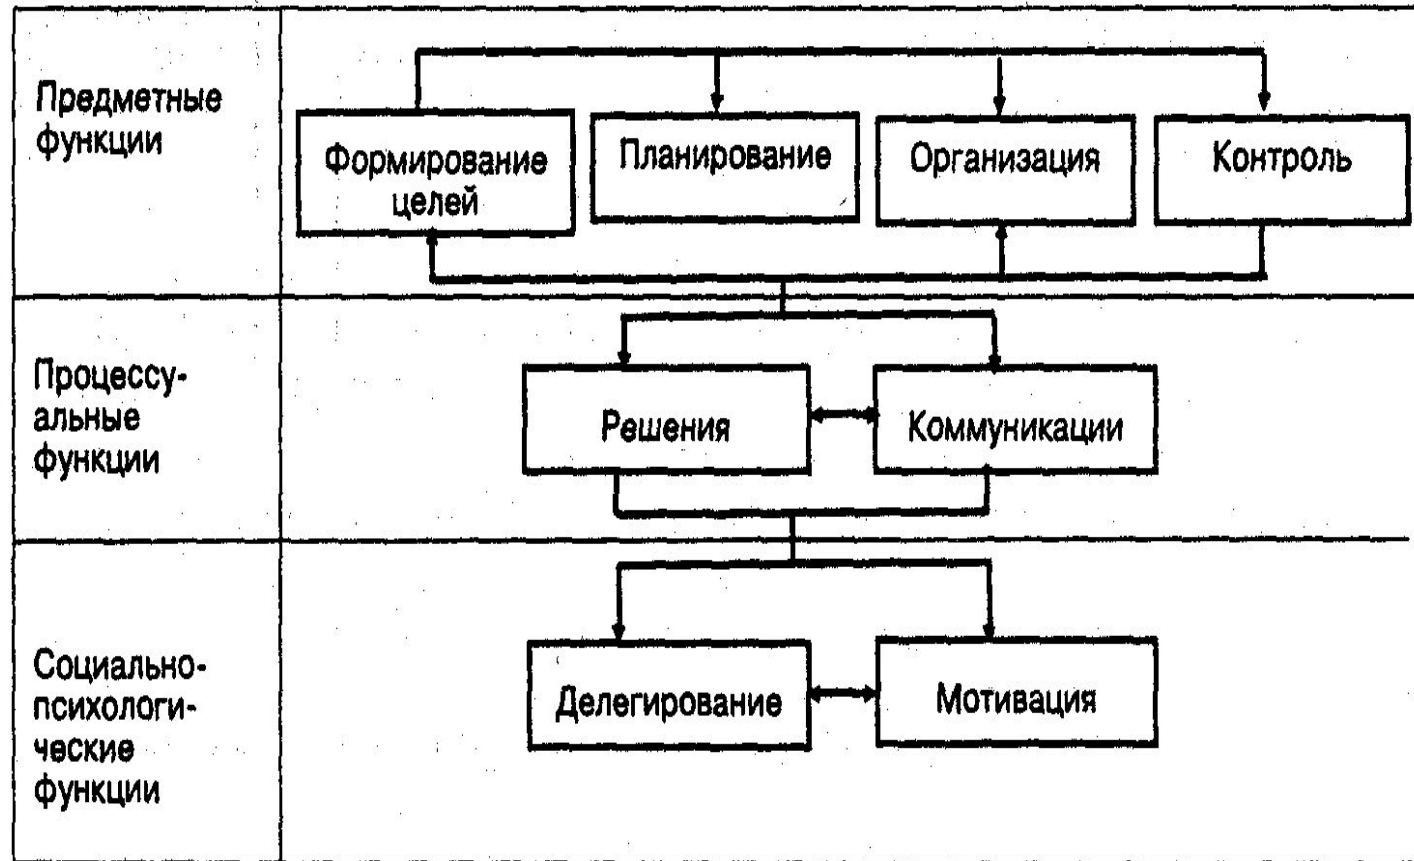 Предметные
функции
Формирование
целей
Планирование
Организация
Контроль
Процессу-
альные
функции
Решения
Коммуникации
Социально-
психологи-
ческие
функции
Делегирование
Мотивация